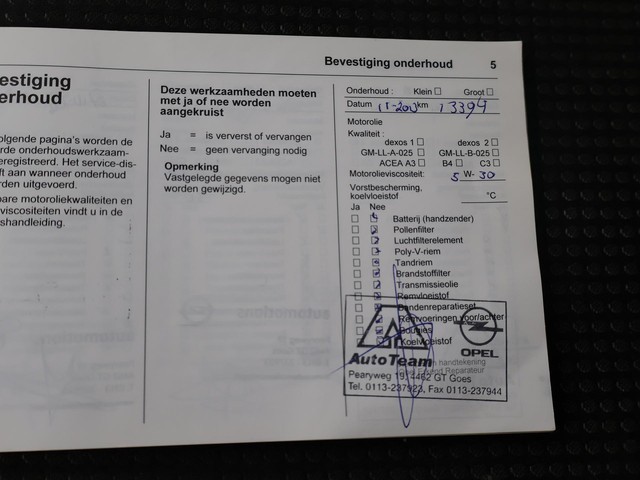 Bevestiging onderhoud 5
estiging
erhoud
olgende pagina's worden de
rde onderhoudswerkzaam-
eregistreerd. Het service-dis-
ft aan wanneer onderhoud
rden uitgevoerd.
bare motoroliekwaliteiten en
viscositeiten vindt u in de
shandleiding.
Deze werkzaamheden moeten
met ja of nee worden
aangekruist
Ja = is ververst of vervangen
Nee = geen vervanging nodig
Opmerking
Vastgelegde gegevens mogen niet
worden gewijzigd.
Onderhoud : Klein ☐ Groot ☐
Datum km 13394
Motorolie
Kwaliteit :
dexos 1 ☐ dexos 2 ☐
GM-LL-A-025 ☐ GM-LL-B-025 ☐
ACEA A3 ☐ B4 ☐ C3 ☐
Motorolieviscositeit: 5 W- 30
Vorstbescherming,
koelvloeistof °C
Ja Nee
Batterij (handzender)
Pollenfilter
Luchtfilterelement
Poly-V-riem
Tandriem
Brandstoffilter
Transmissieolie
Remvloeistof
Bandenreparatieset
Remvoeringen voor/achter
Bougies
Koelvloeistof
AutoTeam OPEL
handtekening
Reparateur
Pearyweg 19, 4462 GT Goes
Tel. 0113-237923, Fax 0113-237944